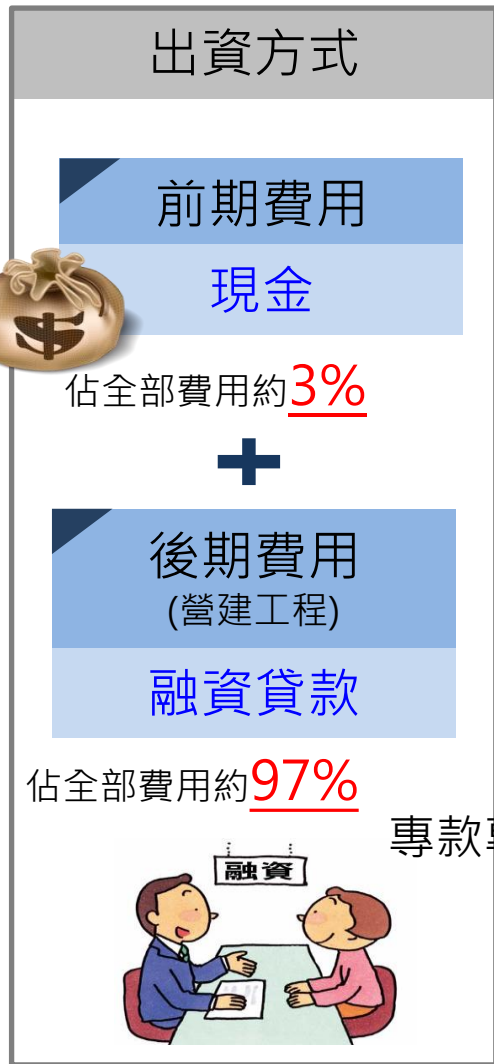 出資方式
前期費用
現金
佔全部費用約3%
+
後期費用
(營建工程)
融資貸款
佔全部費用約97%
專款
融資